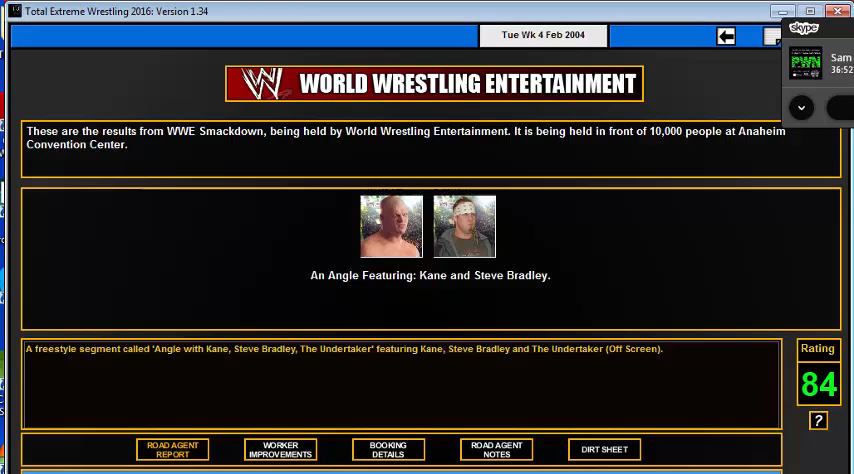 Total Extreme Wrestling 2016: Version 1.34
Tue Wk 4 Feb 2004
skype
PWN
Sam
36:52
W WORLD WRESTLING ENTERTAINMENT
These are the results from WWE Smackdown, being held by World Wrestling Entertainment. It is being held in front of 10,000 people at Anaheim
Convention Center.
An Angle Featuring: Kane and Steve Bradley.
A freestyle segment called 'Angle with Kane, Steve Bradley, The Undertaker' featuring Kane, Steve Bradley and The Undertaker (Off Screen).
Rating
84
?
ROAD AGENT
REPORT
WORKER
IMPROVEMENTS
BOOKING
DETAILS
ROAD AGENT
NOTES
DIRT SHEET